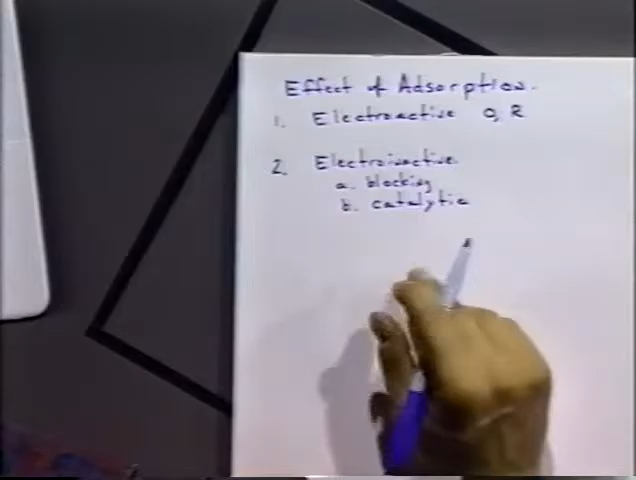 Effect of Adsorption.
1. Electroactive O, R
2. Electroinactive.
a. blocking
b. catalytic